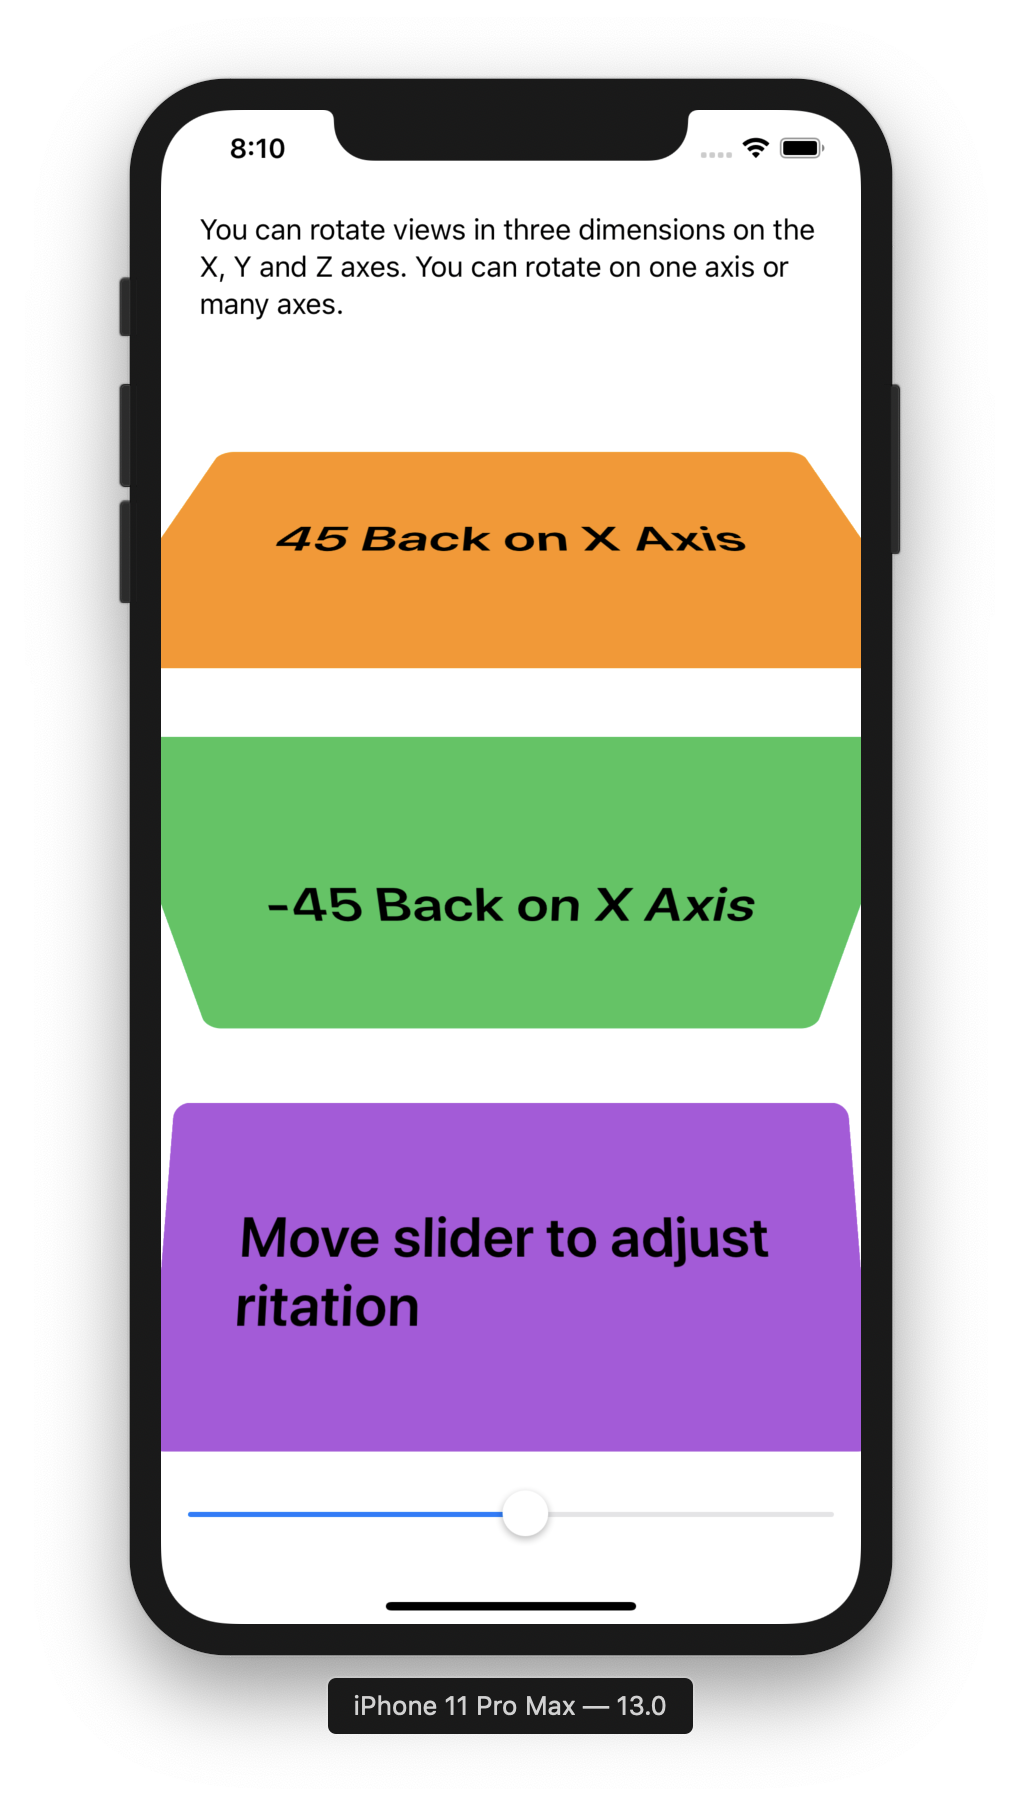 8:10
You can rotate views in three dimensions on the
X, Y and Z axes. You can rotate on one axis or
many axes.
45 Back on X Axis
-45 Back on X Axis
Move slider to adjust
ritation
iPhone 11 Pro Max — 13.0